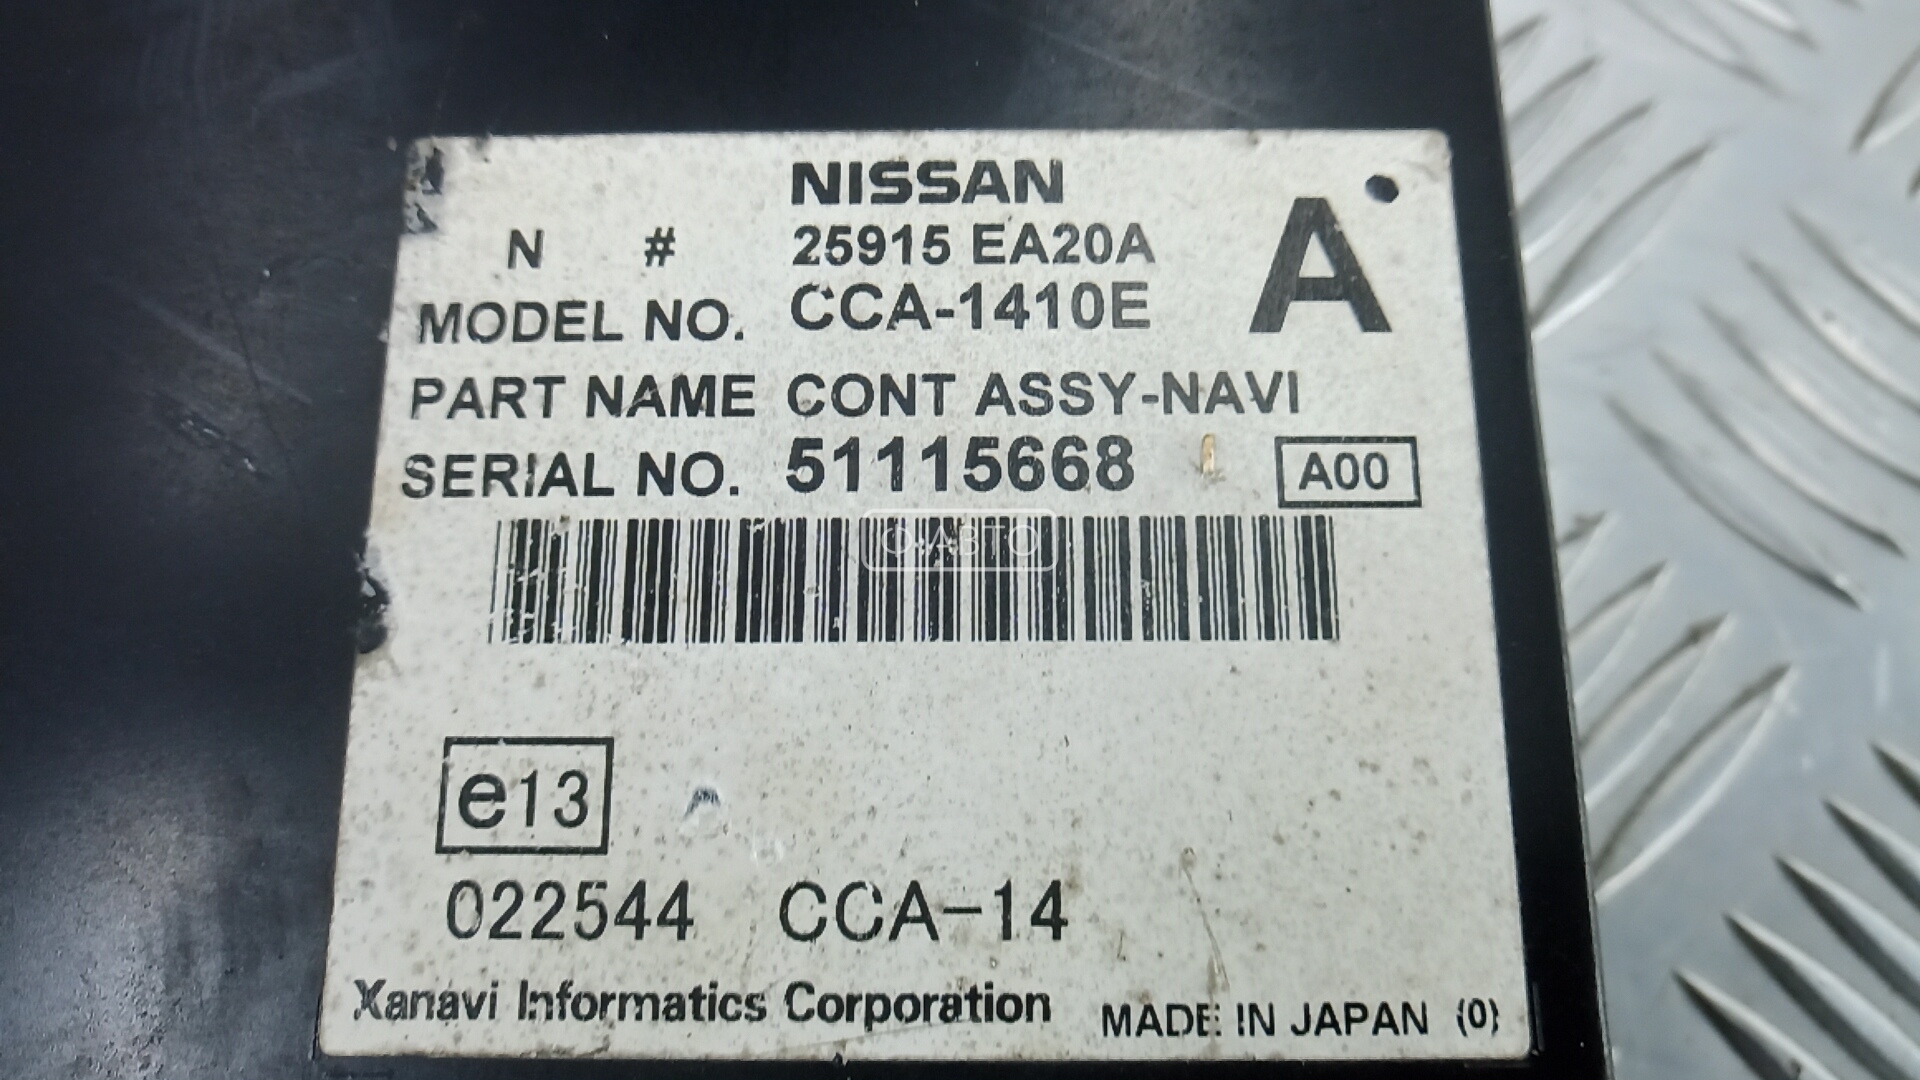 NISSAN
N # 25915 EA20A A
MODEL NO. CCA-1410E
PART NAME CONT ASSY-NAVI
SERIAL NO. 51115668 A00
О·АВТО
e13
022544 CCA-14
Xanavi Informatics Corporation MADE IN JAPAN (0)